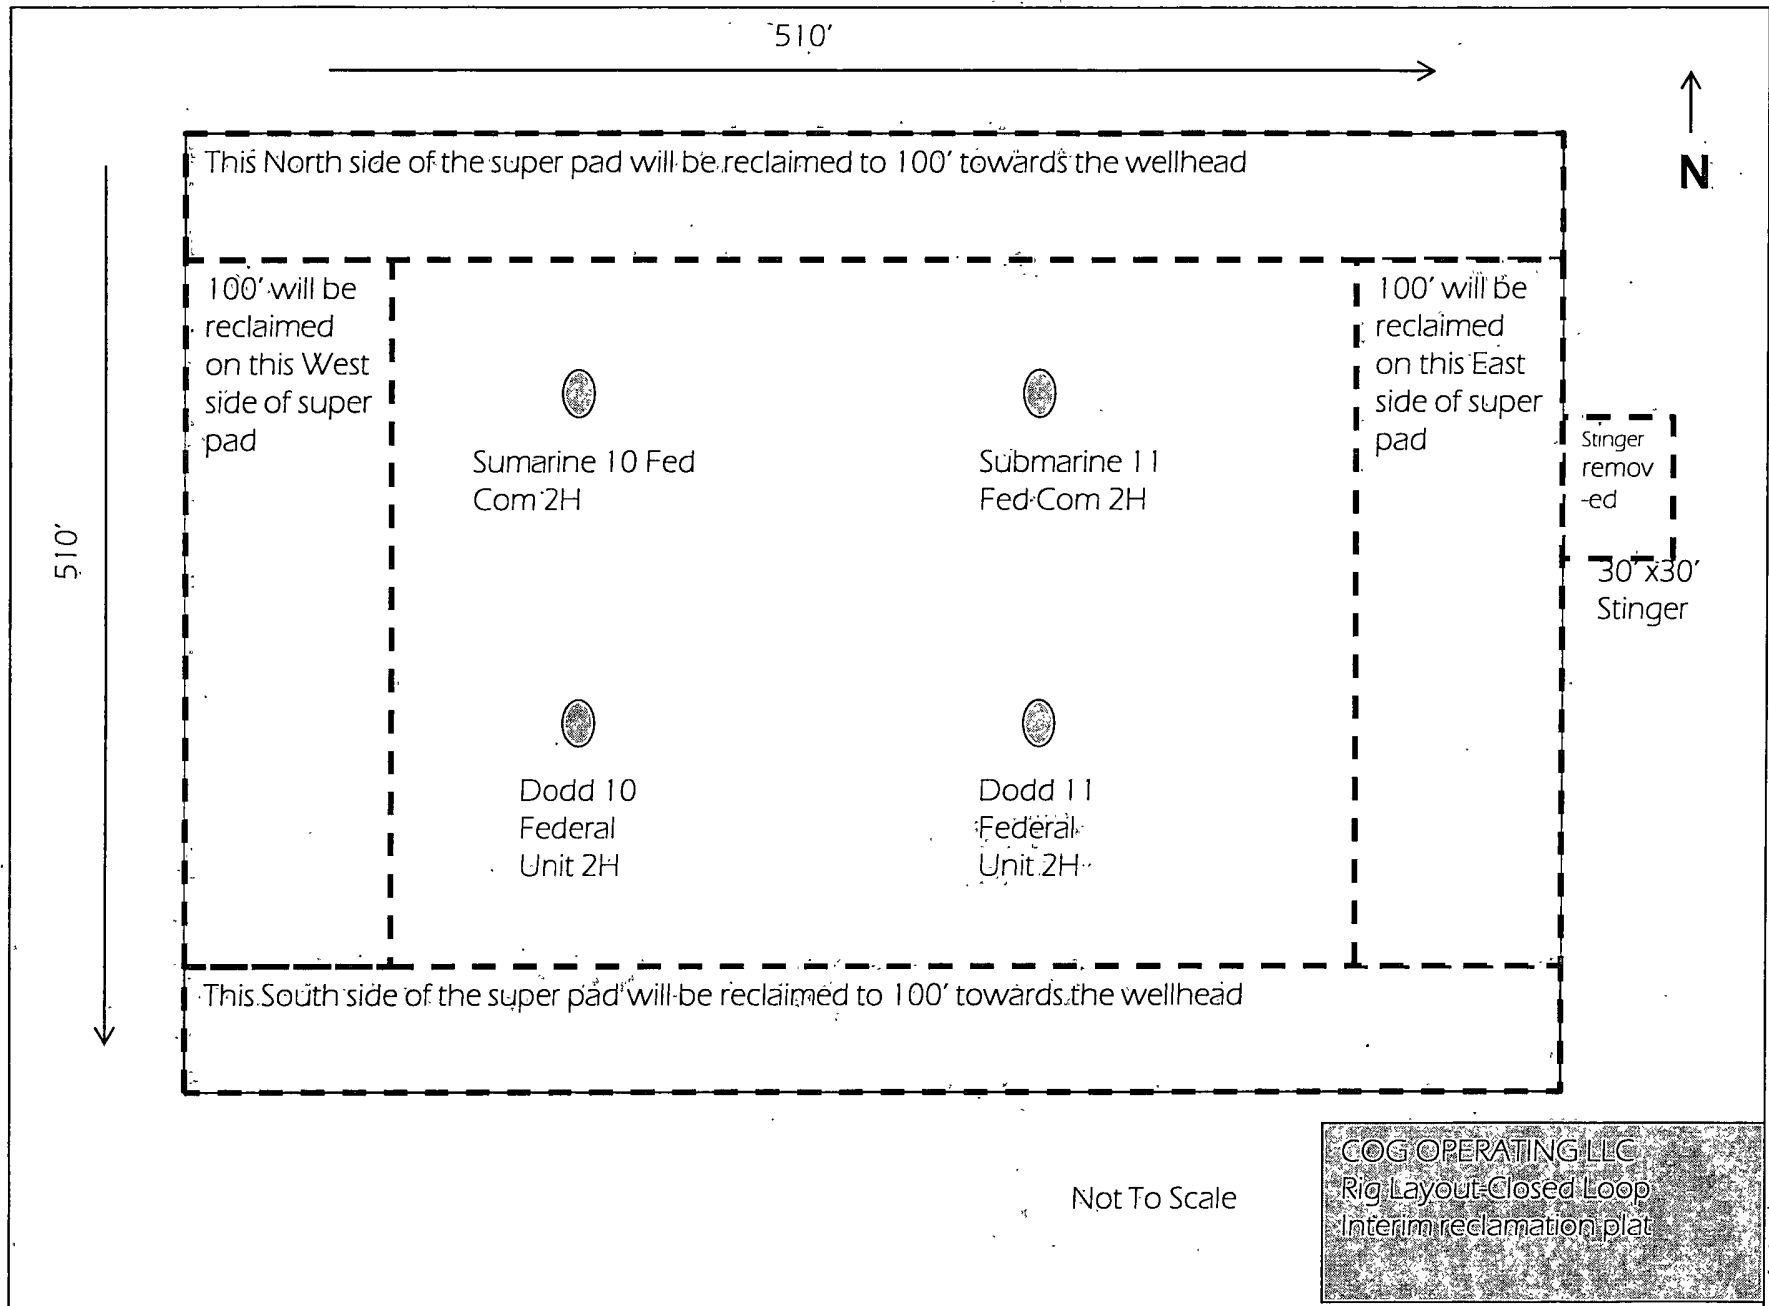 510'
N
This North side of the super pad will be reclaimed to 100' towards the wellhead
100' will be
reclaimed
on this West
side of super
pad
100' will be
reclaimed
on this East
side of super
pad
Sumarine 10 Fed
Com 2H
Submarine 11
Fed Com 2H
Stinger
remov
-ed
30' x30'
Stinger
510'
Dodd 10
Federal
Unit 2H
Dodd 11
Federal
Unit 2H
This South side of the super pad will be reclaimed to 100' towards the wellhead
Not To Scale
COG OPERATING LLC
Rig Layout-Closed Loop
Interim reclamation plat